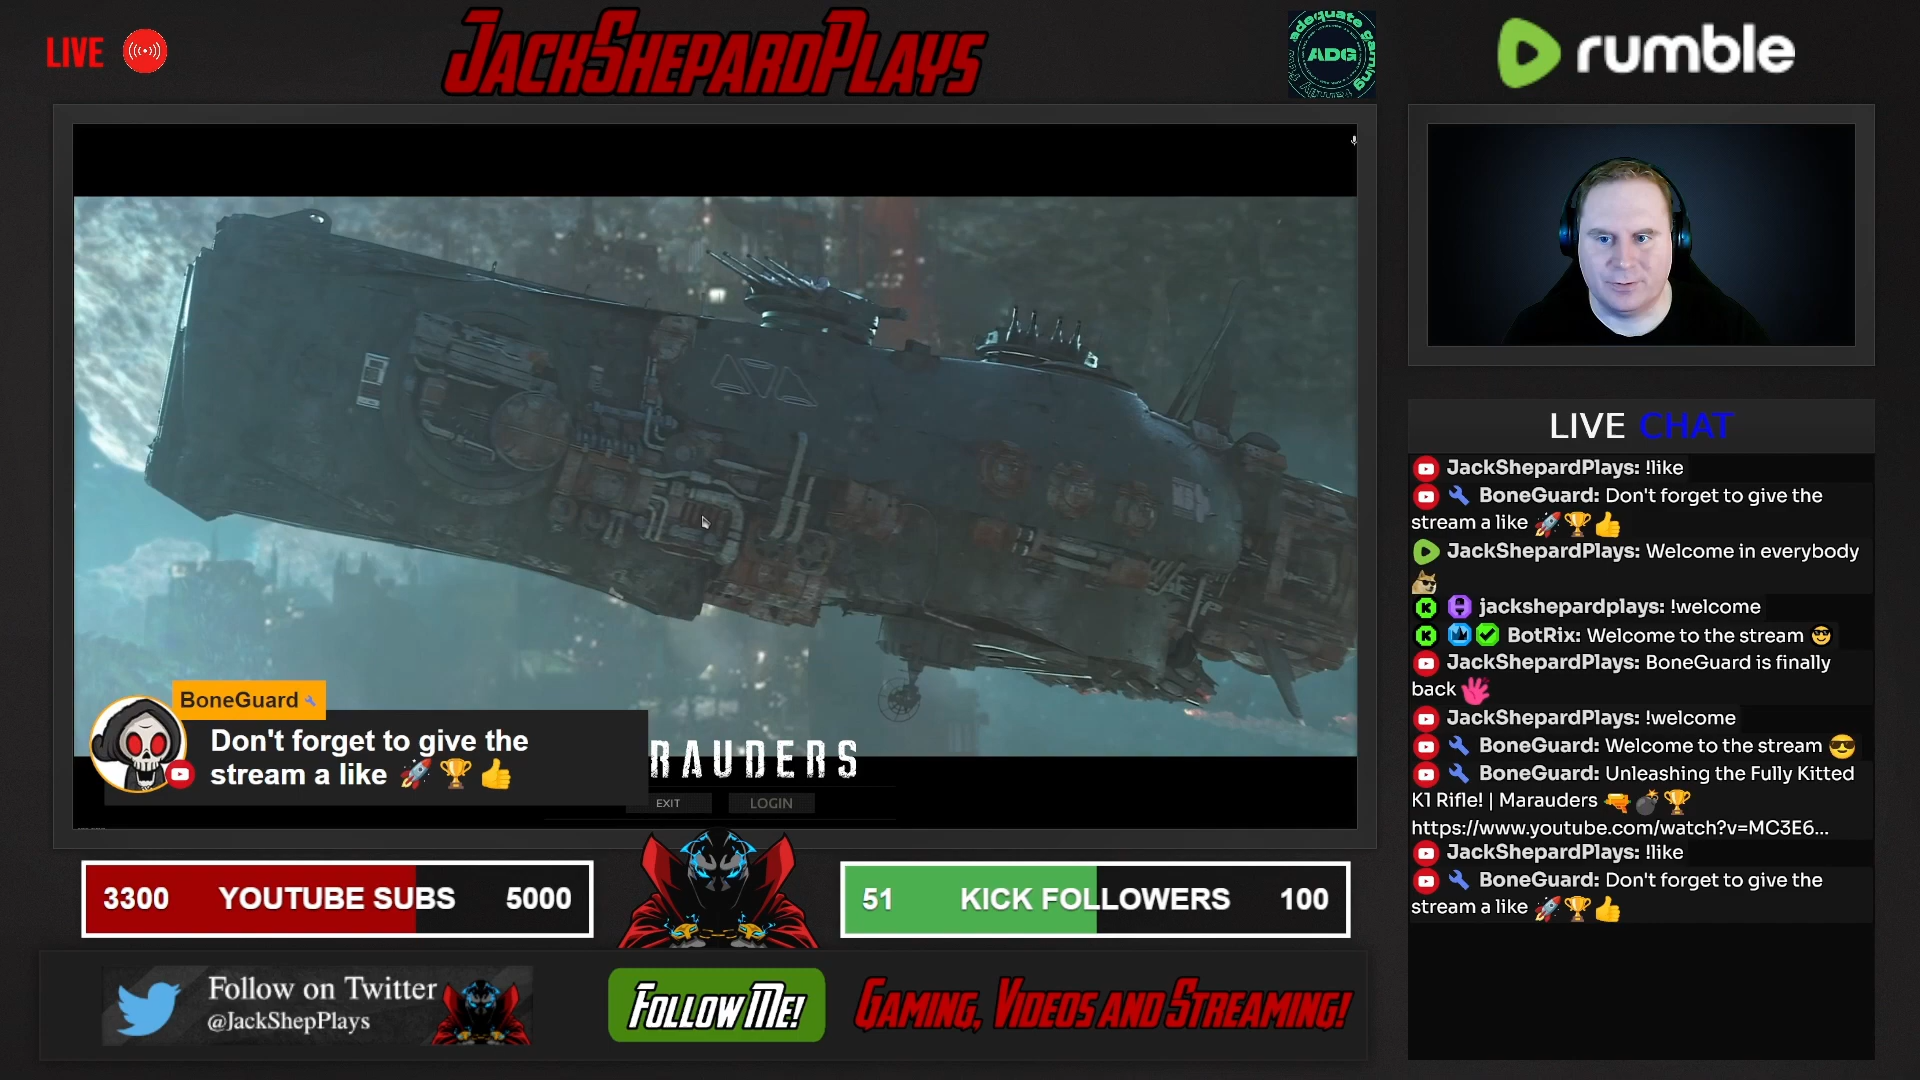 LIVE
JACKSHEPARDPLAYS
adequate gaming
ADG
rumble
BoneGuard
Don't forget to give the
stream a like 🚀🏆👍
RAUDERS
EXIT
LOGIN
3300 YOUTUBE SUBS 5000
51 KICK FOLLOWERS 100
Follow on Twitter
@JackShepPlays
FOLLOW ME!
GAMING, VIDEOS AND STREAMING!
LIVE CHAT
JackShepardPlays: !like
BoneGuard: Don't forget to give the
stream a like 🚀🏆👍
JackShepardPlays: Welcome in everybody
jackshepardplays: !welcome
BotRix: Welcome to the stream 😎
JackShepardPlays: BoneGuard is finally
back 👋
JackShepardPlays: !welcome
BoneGuard: Welcome to the stream 😎
BoneGuard: Unleashing the Fully Kitted
K1 Rifle! | Marauders 🔫💣🏆
https://www.youtube.com/watch?v=MC3E6...
JackShepardPlays: !like
BoneGuard: Don't forget to give the
stream a like 🚀🏆👍